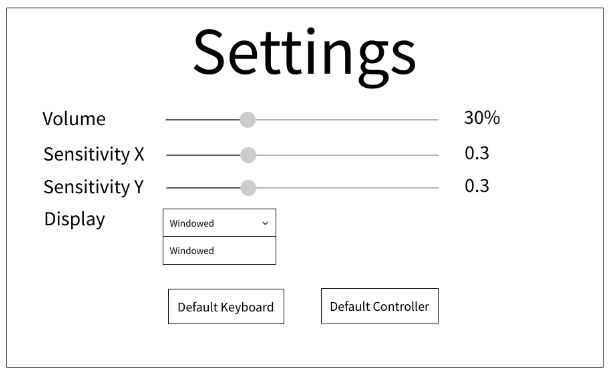 Settings
Volume 30%
Sensitivity X 0.3
Sensitivity Y 0.3
Display Windowed
Windowed
Default Keyboard Default Controller